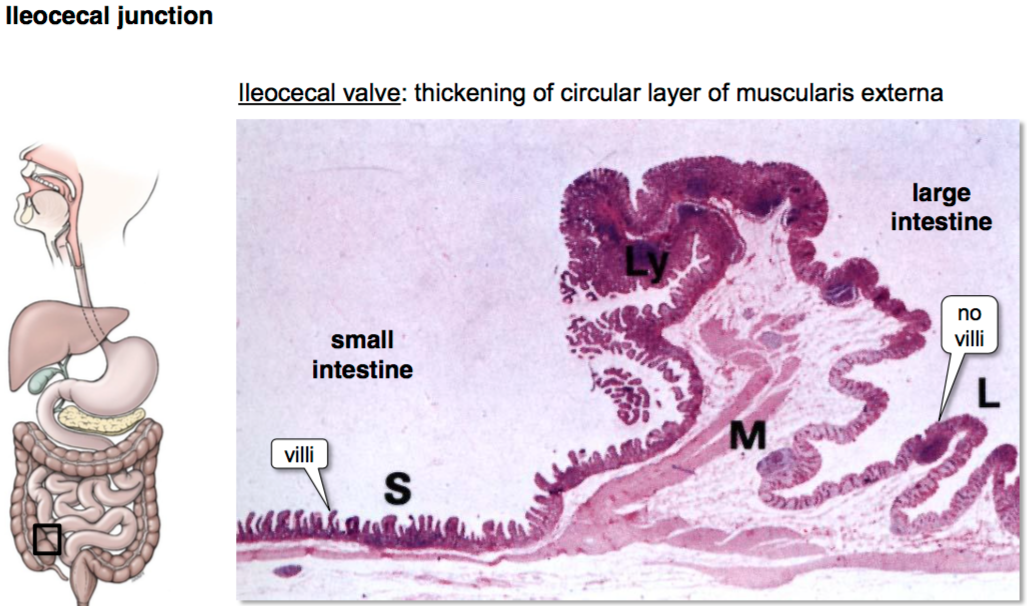 Ileocecal junction
Ileocecal valve: thickening of circular layer of muscularis externa
large
intestine
Ly
no
villi
small
intestine
L
M
villi
S